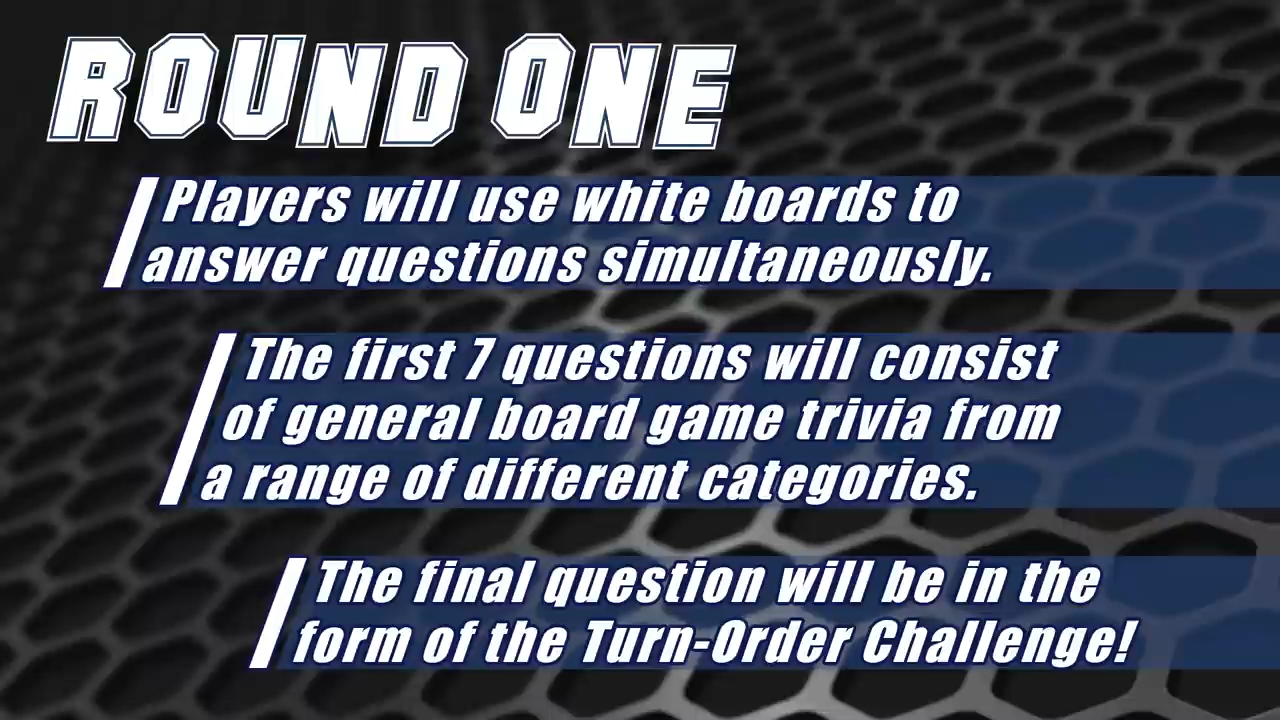 ROUND ONE
Players will use white boards to
answer questions simultaneously.
The first 7 questions will consist
of general board game trivia from
a range of different categories.
The final question will be in the
form of the Turn-Order Challenge!